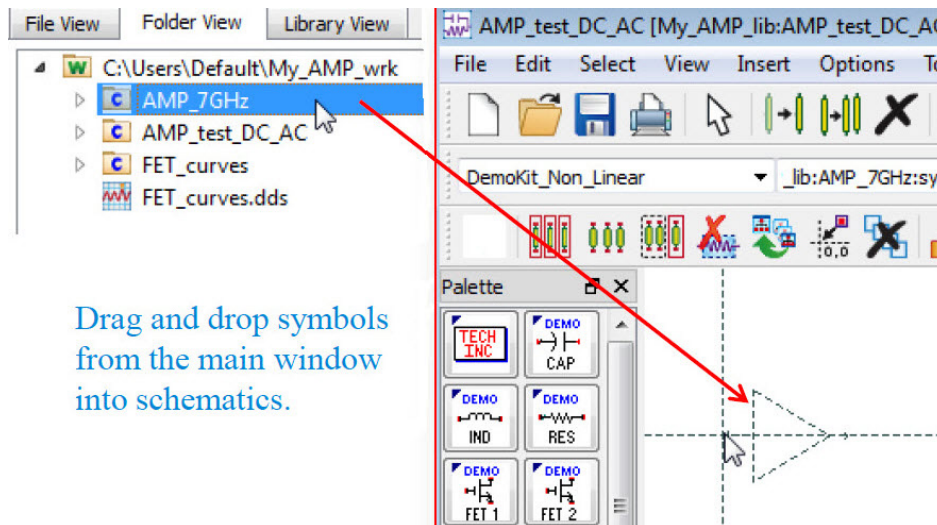 File View
Folder View
Library View
W C:\Users\Default\My_AMP_wrk
C AMP_7GHz
C AMP_test_DC_AC
C FET_curves
FET_curves.dds
Drag and drop symbols
from the main window
into schematics.
AMP_test_DC_AC [My_AMP_lib:AMP_test_DC_AC
File Edit Select View Insert Options
DemoKit_Non_Linear
_lib:AMP_7GHz:sy
0,0
Palette
TECH
INC
DEMO
CAP
DEMO
IND
DEMO
RES
DEMO
FET 1
DEMO
FET 2